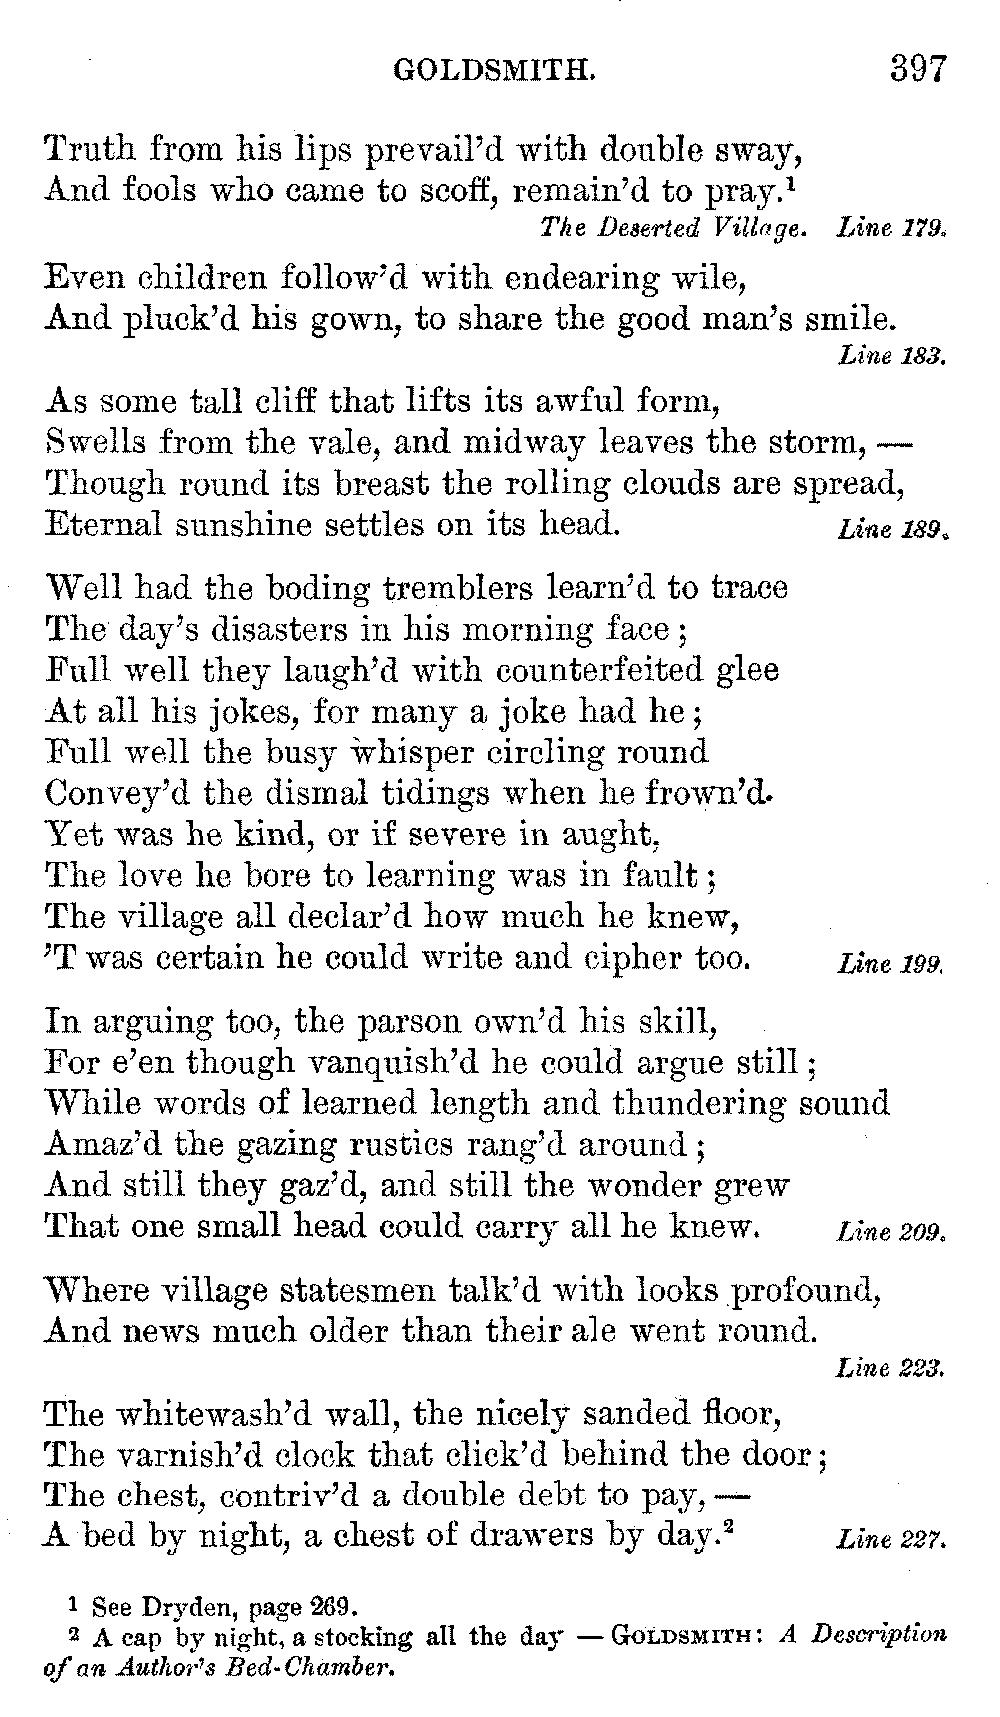 GOLDSMITH. 397
Truth from his lips prevail'd with double sway,
And fools who came to scoff, remain'd to pray.¹
The Deserted Village. Line 179.
Even children follow'd with endearing wile,
And pluck'd his gown, to share the good man's smile.
Line 183.
As some tall cliff that lifts its awful form,
Swells from the vale, and midway leaves the storm, —
Though round its breast the rolling clouds are spread,
Eternal sunshine settles on its head. Line 189.
Well had the boding tremblers learn'd to trace
The day's disasters in his morning face;
Full well they laugh'd with counterfeited glee
At all his jokes, for many a joke had he;
Full well the busy whisper circling round
Convey'd the dismal tidings when he frown'd.
Yet was he kind, or if severe in aught,
The love he bore to learning was in fault;
The village all declar'd how much he knew,
'T was certain he could write and cipher too. Line 199.
In arguing too, the parson own'd his skill,
For e'en though vanquish'd he could argue still;
While words of learned length and thundering sound
Amaz'd the gazing rustics rang'd around;
And still they gaz'd, and still the wonder grew
That one small head could carry all he knew. Line 209.
Where village statesmen talk'd with looks profound,
And news much older than their ale went round.
Line 223.
The whitewash'd wall, the nicely sanded floor,
The varnish'd clock that click'd behind the door;
The chest, contriv'd a double debt to pay, —
A bed by night, a chest of drawers by day.² Line 227.
¹ See Dryden, page 269.
² A cap by night, a stocking all the day — GOLDSMITH: A Description
of an Author's Bed-Chamber.